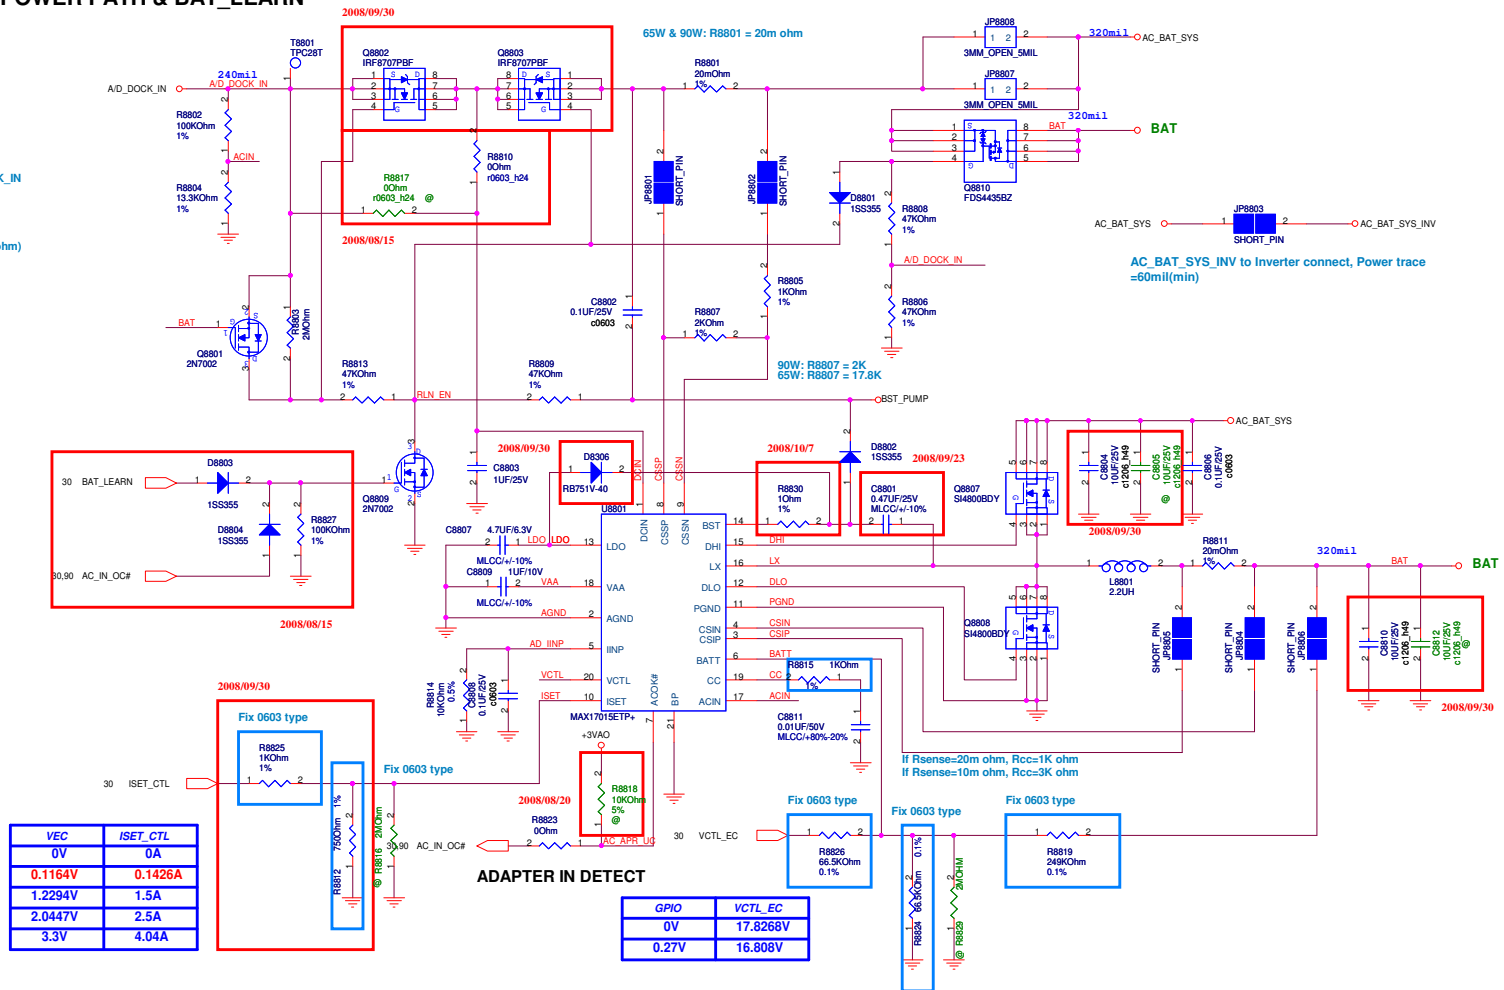 POWER PATH & BAT_LEARN
2008/09/30
65W & 90W: R8801 = 20m ohm
T8801
TPC28T
Q8802
IRF8707PBF
Q8803
IRF8707PBF
R8801
20mOhm
1%
JP8808
3MM_OPEN_5MIL
320mil
AC_BAT_SYS
JP8807
3MM_OPEN_5MIL
A/D_DOCK_IN
240mil
A/D_DOCK_IN
R8802
100KOhm
1%
ACIN
R8804
13.3KOhm
1%
K_IN
hm)
R8810
0Ohm
r0603_h24
R8817
0Ohm
r0603_h24 @
2008/08/15
JP8801
SHORT_PIN
JP8802
SHORT_PIN
D8801
1SS355
R8808
47KOhm
1%
A/D_DOCK_IN
R8806
47KOhm
1%
320mil
BAT
BAT
Q8810
FDS4435BZ
AC_BAT_SYS
JP8803
SHORT_PIN
AC_BAT_SYS_INV
AC_BAT_SYS_INV to Inverter connect, Power trace
=60mil(min)
BAT
Q8801
2N7002
R8803
2MOhm
R8813
47KOhm
1%
RLN_EN
R8809
47KOhm
1%
C8802
0.1UF/25V
c0603
R8807
2KOhm
1%
R8805
1KOhm
1%
90W: R8807 = 2K
65W: R8807 = 17.8K
BST_PUMP
D8802
1SS355
30 BAT_LEARN
D8803
1SS355
D8804
1SS355
R8827
100KOhm
1%
30,90 AC_IN_OC#
2008/08/15
Q8809
2N7002
C8803
1UF/25V
2008/09/30
D8306
RB751V-40
DCIN
CSSP
CSSN
2008/10/7
R8830
1Ohm
1%
2008/09/23
C8801
0.47UF/25V
MLCC/+/-10%
Q8807
SI4800BDY
AC_BAT_SYS
C8804
10UF/25V
c1206_h49
C8805
10UF/25V
c1206_h49
@
C8806
0.1UF/25V
c0603
2008/09/30
C8807
4.7UF/6.3V
MLCC/+/-10%
LDO LDO
C8809
1UF/10V
MLCC/+/-10%
VAA
AGND
AD_IINP
VCTL
ISET
U8801
DCIN
CSSP
CSSN
LDO
VAA
AGND
IINP
VCTL
ISET
ACOK#
BP
BST
DHI
LX
DLO
PGND
CSIN
CSIP
BATT
CC
ACIN
MAX17015ETP+
DHI
LX
DLO
PGND
CSIN
CSIP
BATT
CC
ACIN
R8815 1KOhm
1%
C8811
0.01UF/50V
MLCC/+80%-20%
Q8808
SI4800BDY
L8801
2.2UH
R8811
20mOhm
1%
320mil
BAT
BAT
SHORT_PIN
JP8805
SHORT_PIN
JP8804
SHORT_PIN
JP8806
C8810
10UF/25V
c1206_h49
C8812
10UF/25V
c1206_h49
@
2008/09/30
If Rsense=20m ohm, Rcc=1K ohm
If Rsense=10m ohm, Rcc=3K ohm
R8814
10KOhm
0.5%
C8808
0.1UF/25V
c0603
2008/09/30
Fix 0603 type
R8825
1KOhm
1%
30 ISET_CTL
R8812 750Ohm 1%
Fix 0603 type
@ R8816 2MOhm
+3VAO
R8818
10KOhm
5%
@
2008/08/20
R8823
0Ohm
AC_APR_UC
30,90 AC_IN_OC#
ADAPTER IN DETECT
30 VCTL_EC
Fix 0603 type
R8826
66.5KOhm
0.1%
Fix 0603 type
R8824 66.5KOhm 0.1%
@ R8829 2MOHM
Fix 0603 type
R8819
249KOhm
0.1%
VEC ISET_CTL
0V 0A
0.1164V 0.1426A
1.2294V 1.5A
2.0447V 2.5A
3.3V 4.04A
GPIO VCTL_EC
0V 17.8268V
0.27V 16.808V